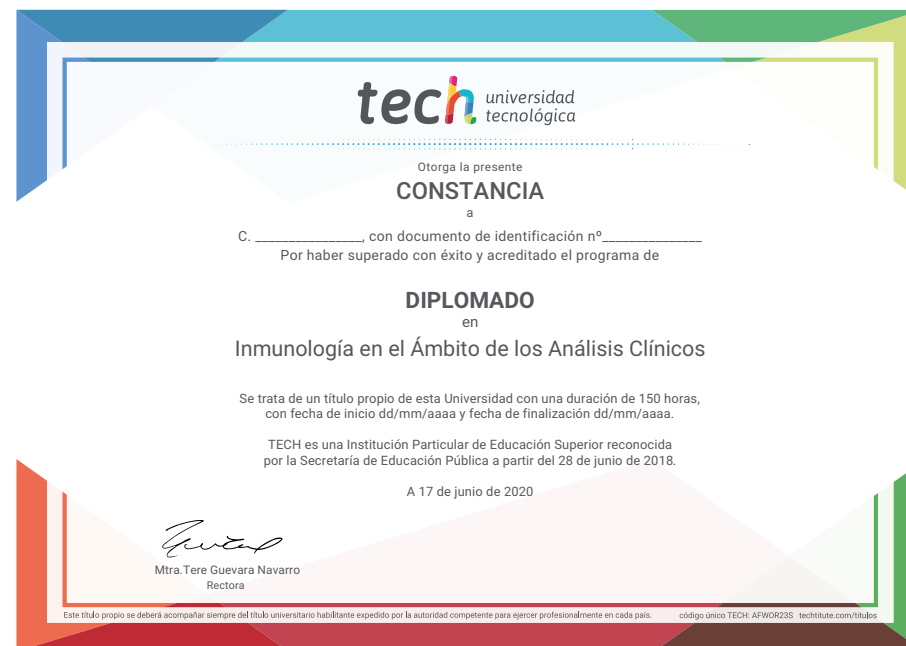 tech universidad
tecnológica
Otorga la presente
CONSTANCIA
a
C. ________________, con documento de identificación nº_______________
Por haber superado con éxito y acreditado el programa de
DIPLOMADO
en
Inmunología en el Ámbito de los Análisis Clínicos
Se trata de un título propio de esta Universidad con una duración de 150 horas,
con fecha de inicio dd/mm/aaaa y fecha de finalización dd/mm/aaaa.
TECH es una Institución Particular de Educación Superior reconocida
por la Secretaría de Educación Pública a partir del 28 de junio de 2018.
A 17 de junio de 2020
Mtra.Tere Guevara Navarro
Rectora
Este título propio se deberá acompañar siempre del título universitario habilitante expedido por la autoridad competente para ejercer profesionalmente en cada país. código único TECH: AFWOR23S techtitute.com/titulos